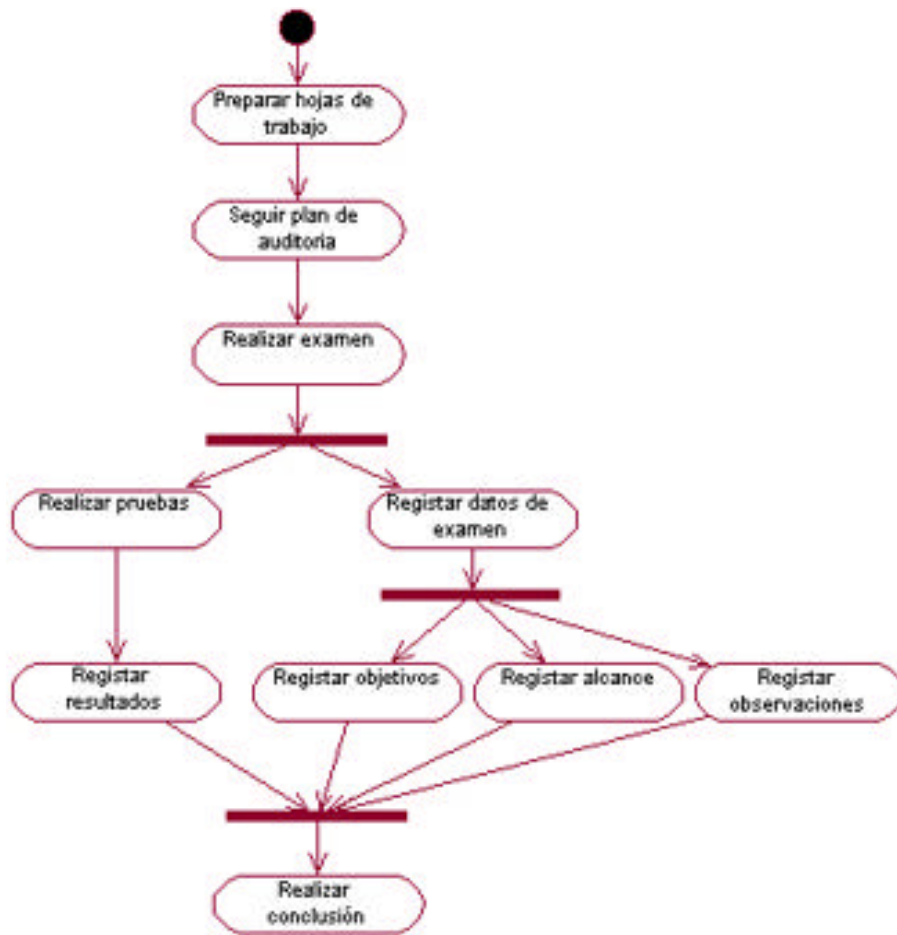 Preparar hojas de
trabajo
Seguir plan de
auditoria
Realizar examen
Realizar pruebas
Registar datos de
examen
Registar
resultados
Registar objetivos
Registar alcance
Registar
observaciones
Realizar
conclusión